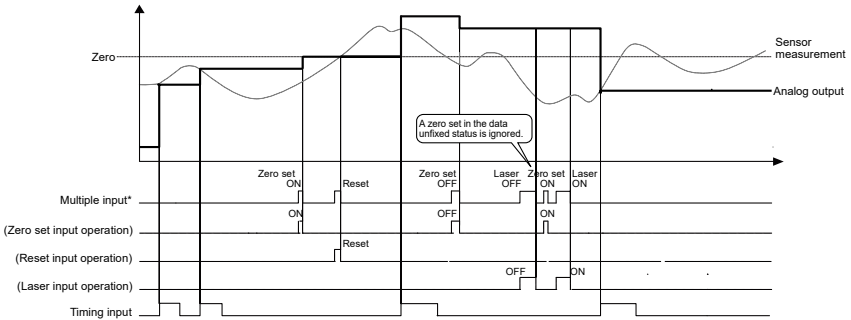 Zero
Sensor
measurement
Analog output
A zero set in the data
unfixed status is ignored.
Zero set
ON
Reset
Zero set
OFF
Laser
OFF
Zero set
ON
Laser
ON
Multiple input*
ON
OFF
ON
(Zero set input operation)
Reset
(Reset input operation)
OFF
ON
(Laser input operation)
Timing input